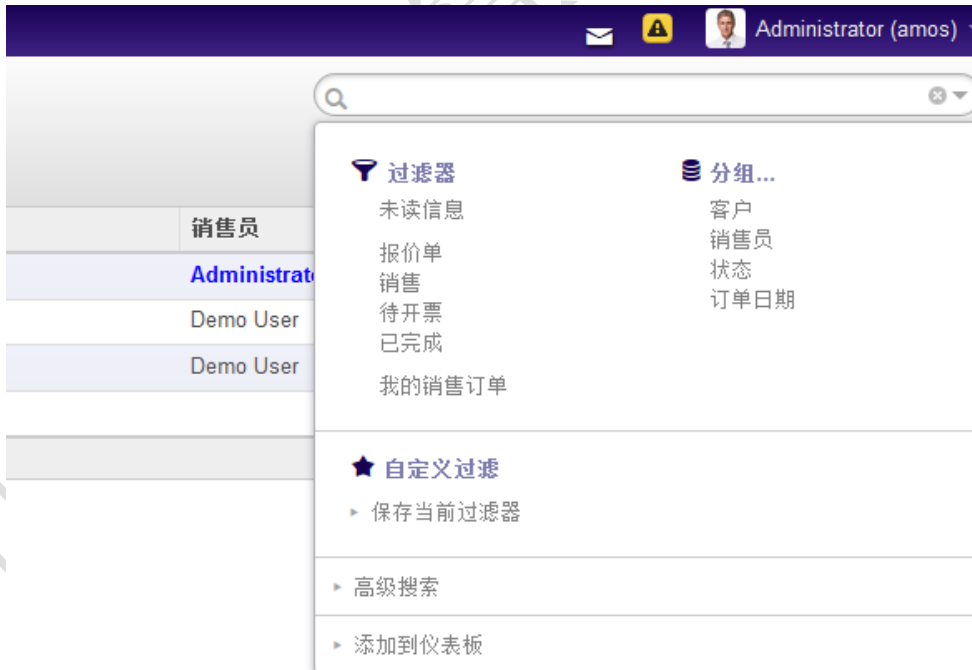 Administrator (amos)
过滤器
未读信息
报价单
销售
待开票
已完成
我的销售订单
分组...
客户
销售员
状态
订单日期
销售员
Administrato
Demo User
Demo User
自定义过滤
保存当前过滤器
高级搜索
添加到仪表板